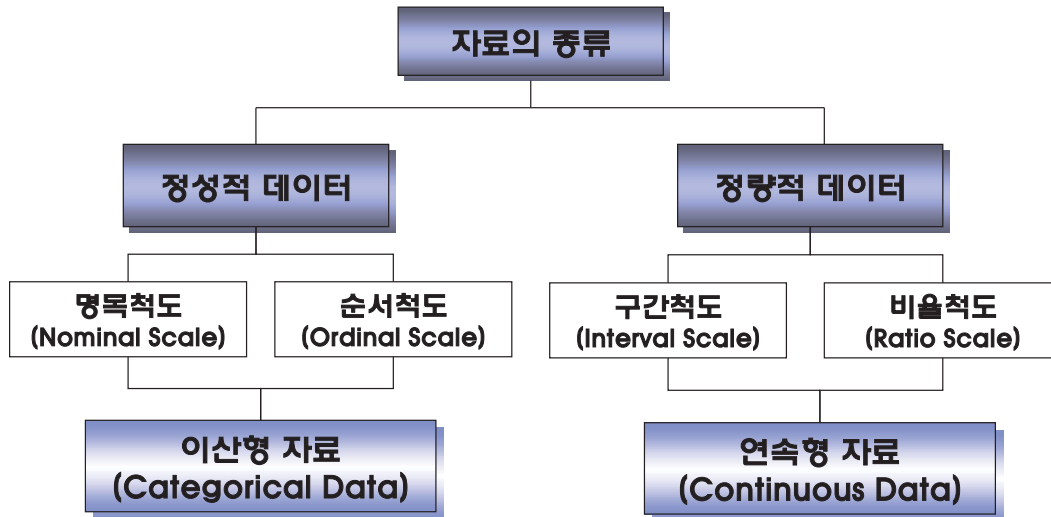 자료의 종류
정성적 데이터
정량적 데이터
명목척도
(Nominal Scale)
순서척도
(Ordinal Scale)
구간척도
(Interval Scale)
비율척도
(Ratio Scale)
이산형 자료
(Categorical Data)
연속형 자료
(Continuous Data)